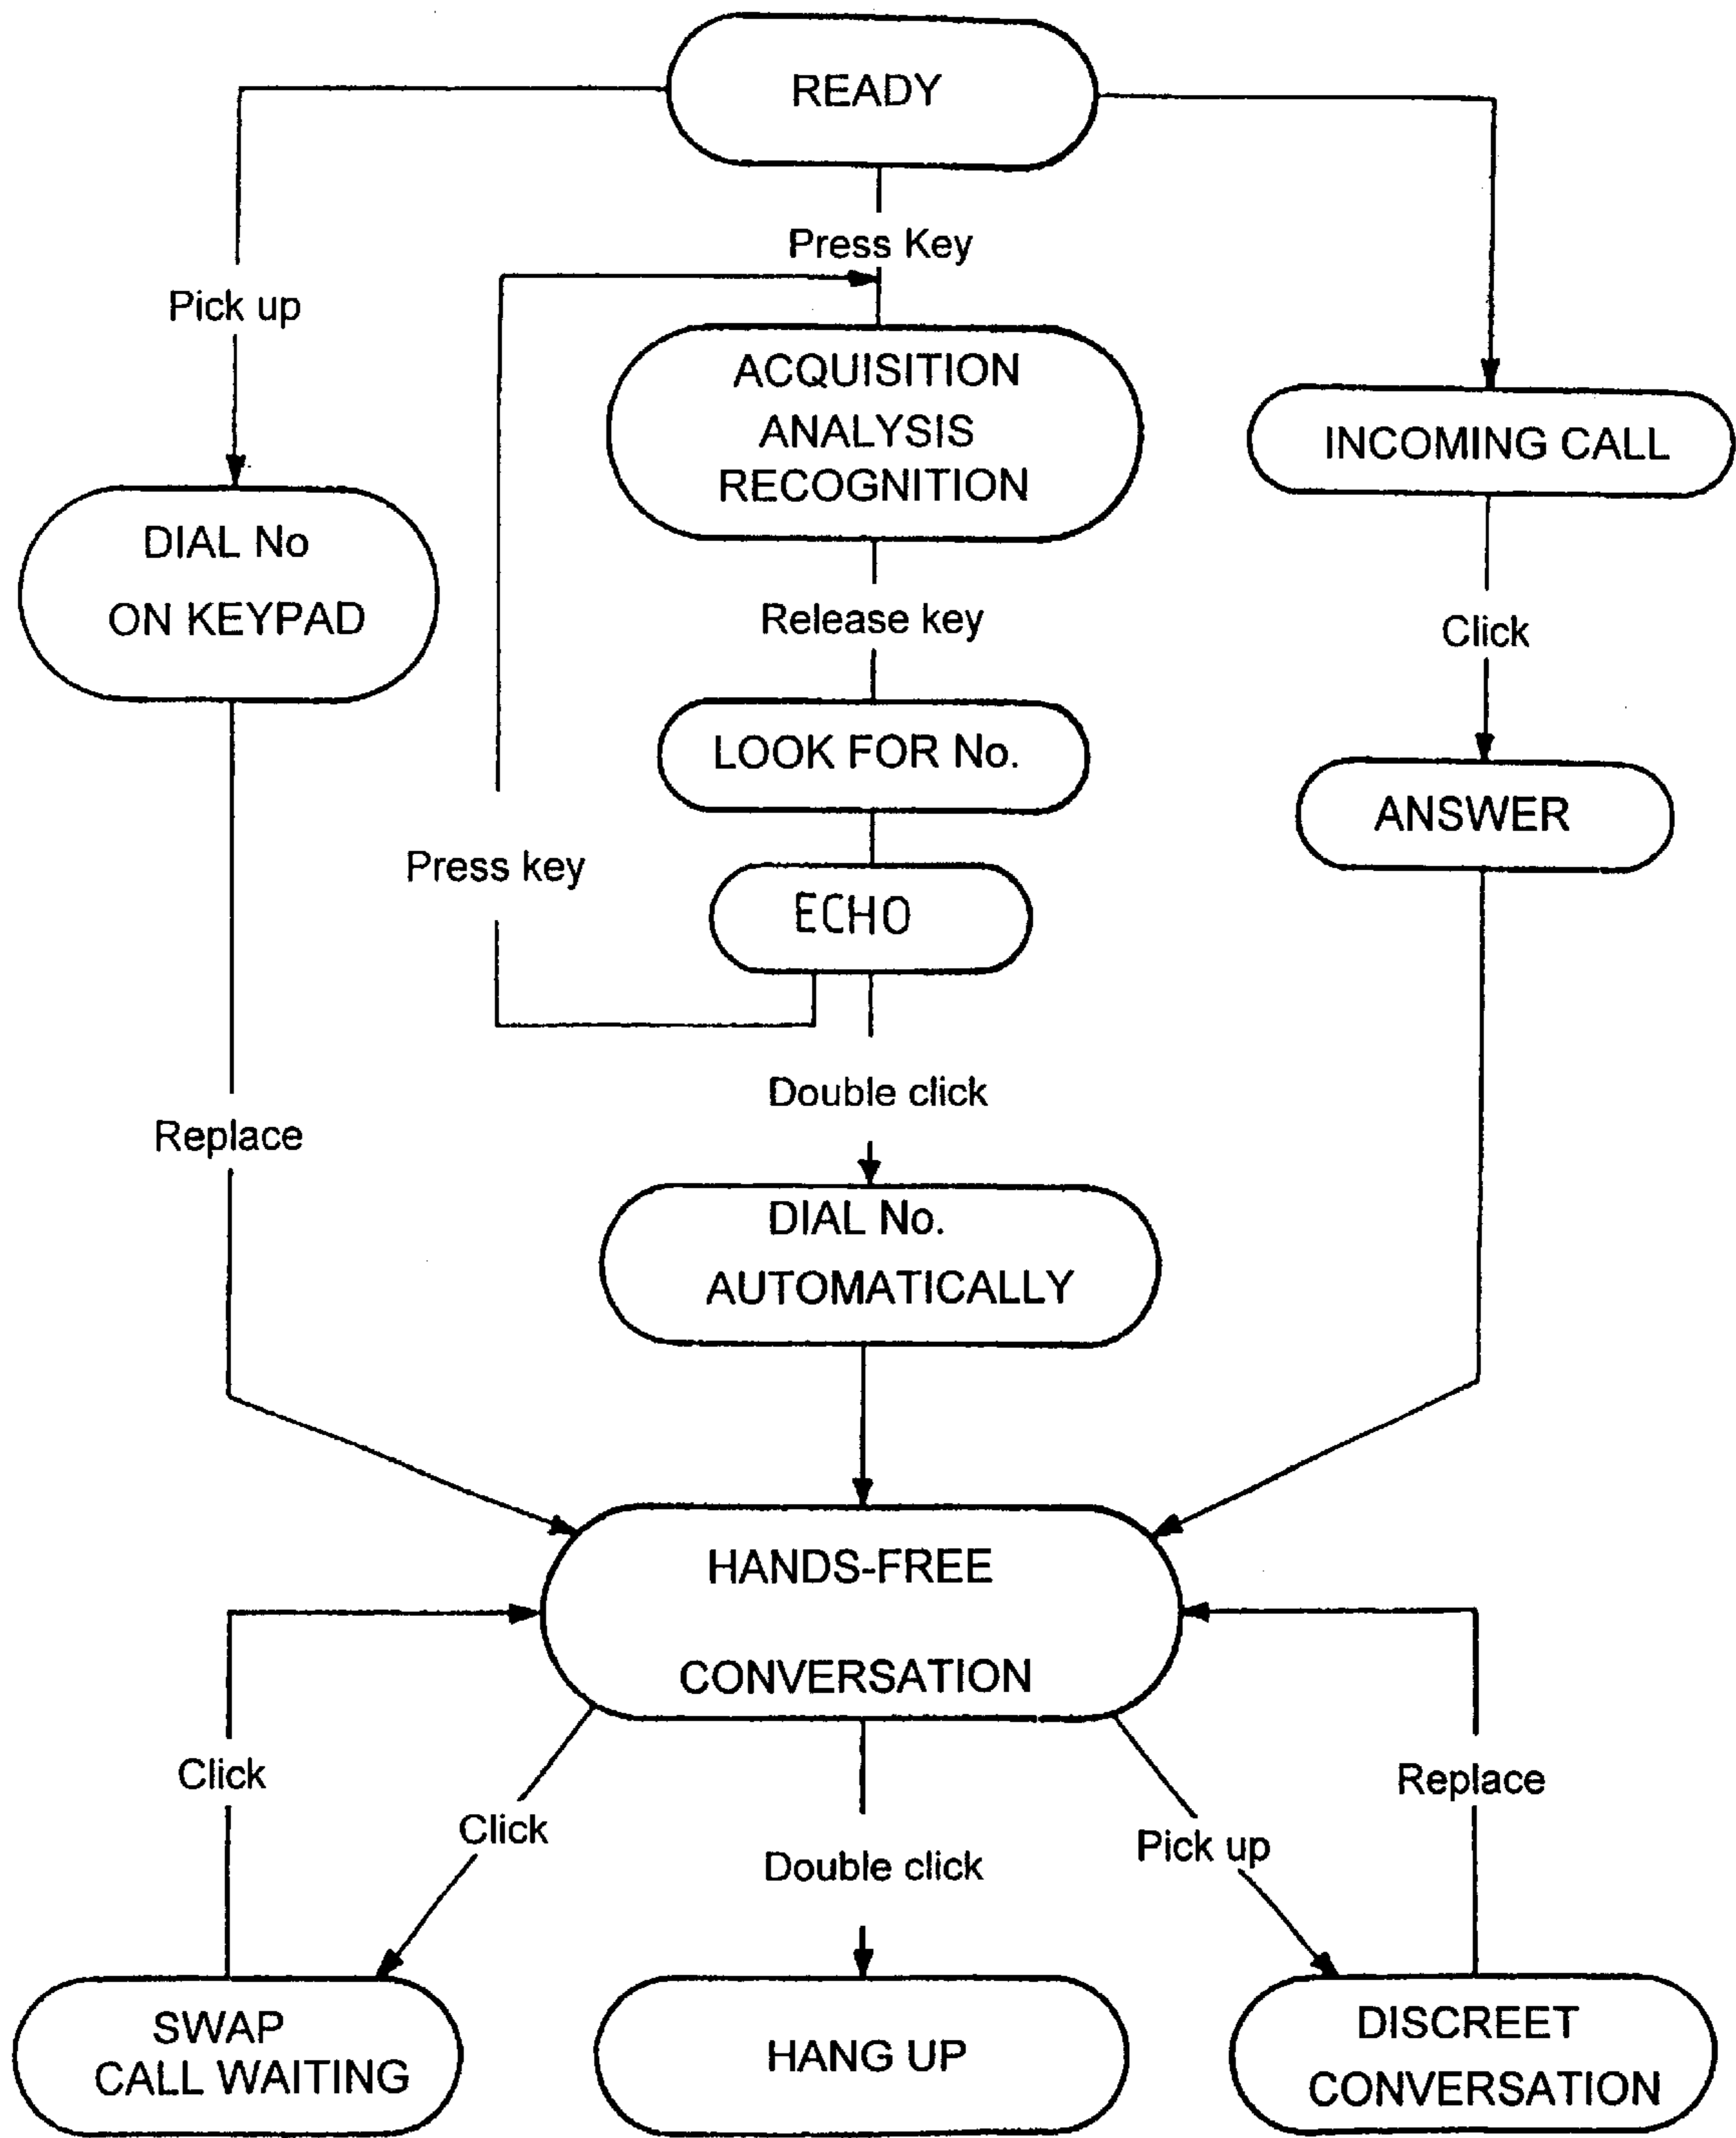 READY
Press Key
Pick up
ACQUISITION
ANALYSIS
RECOGNITION
INCOMING CALL
DIAL No
ON KEYPAD
Release key
Click
LOOK FOR No.
ANSWER
Press key
ECHO
Double click
Replace
DIAL No.
AUTOMATICALLY
HANDS-FREE
CONVERSATION
Click
Click
Double click
Pick up
Replace
SWAP
CALL WAITING
HANG UP
DISCREET
CONVERSATION